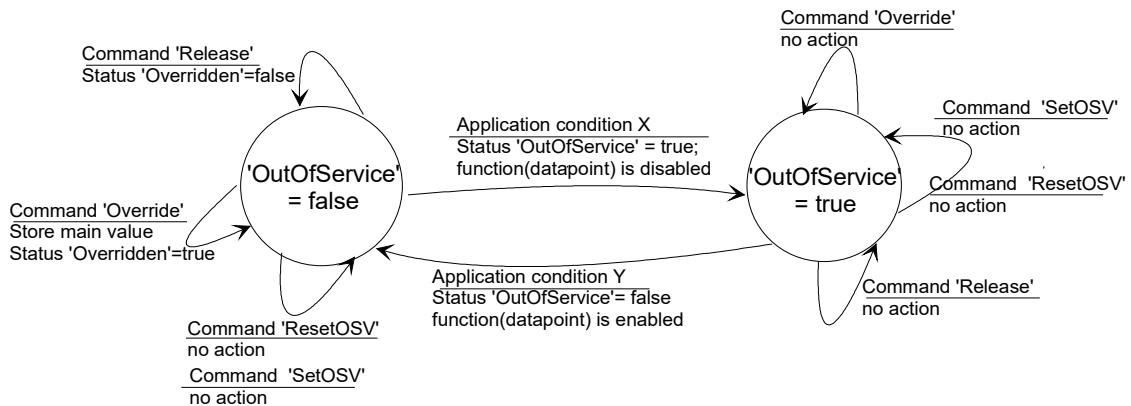 Command 'Release'
Status 'Overridden'=false
'OutOfService'
= false
Command 'Override'
Store main value
Status 'Overridden'=true
Command 'ResetOSV'
no action
Command 'SetOSV'
no action
Application condition X
Status 'OutOfService' = true;
function(datapoint) is disabled
Application condition Y
Status 'OutOfService'= false
function(datapoint) is enabled
Command 'Override'
no action
'OutOfService'
= true
Command 'SetOSV'
no action
Command 'ResetOSV'
no action
Command 'Release'
no action